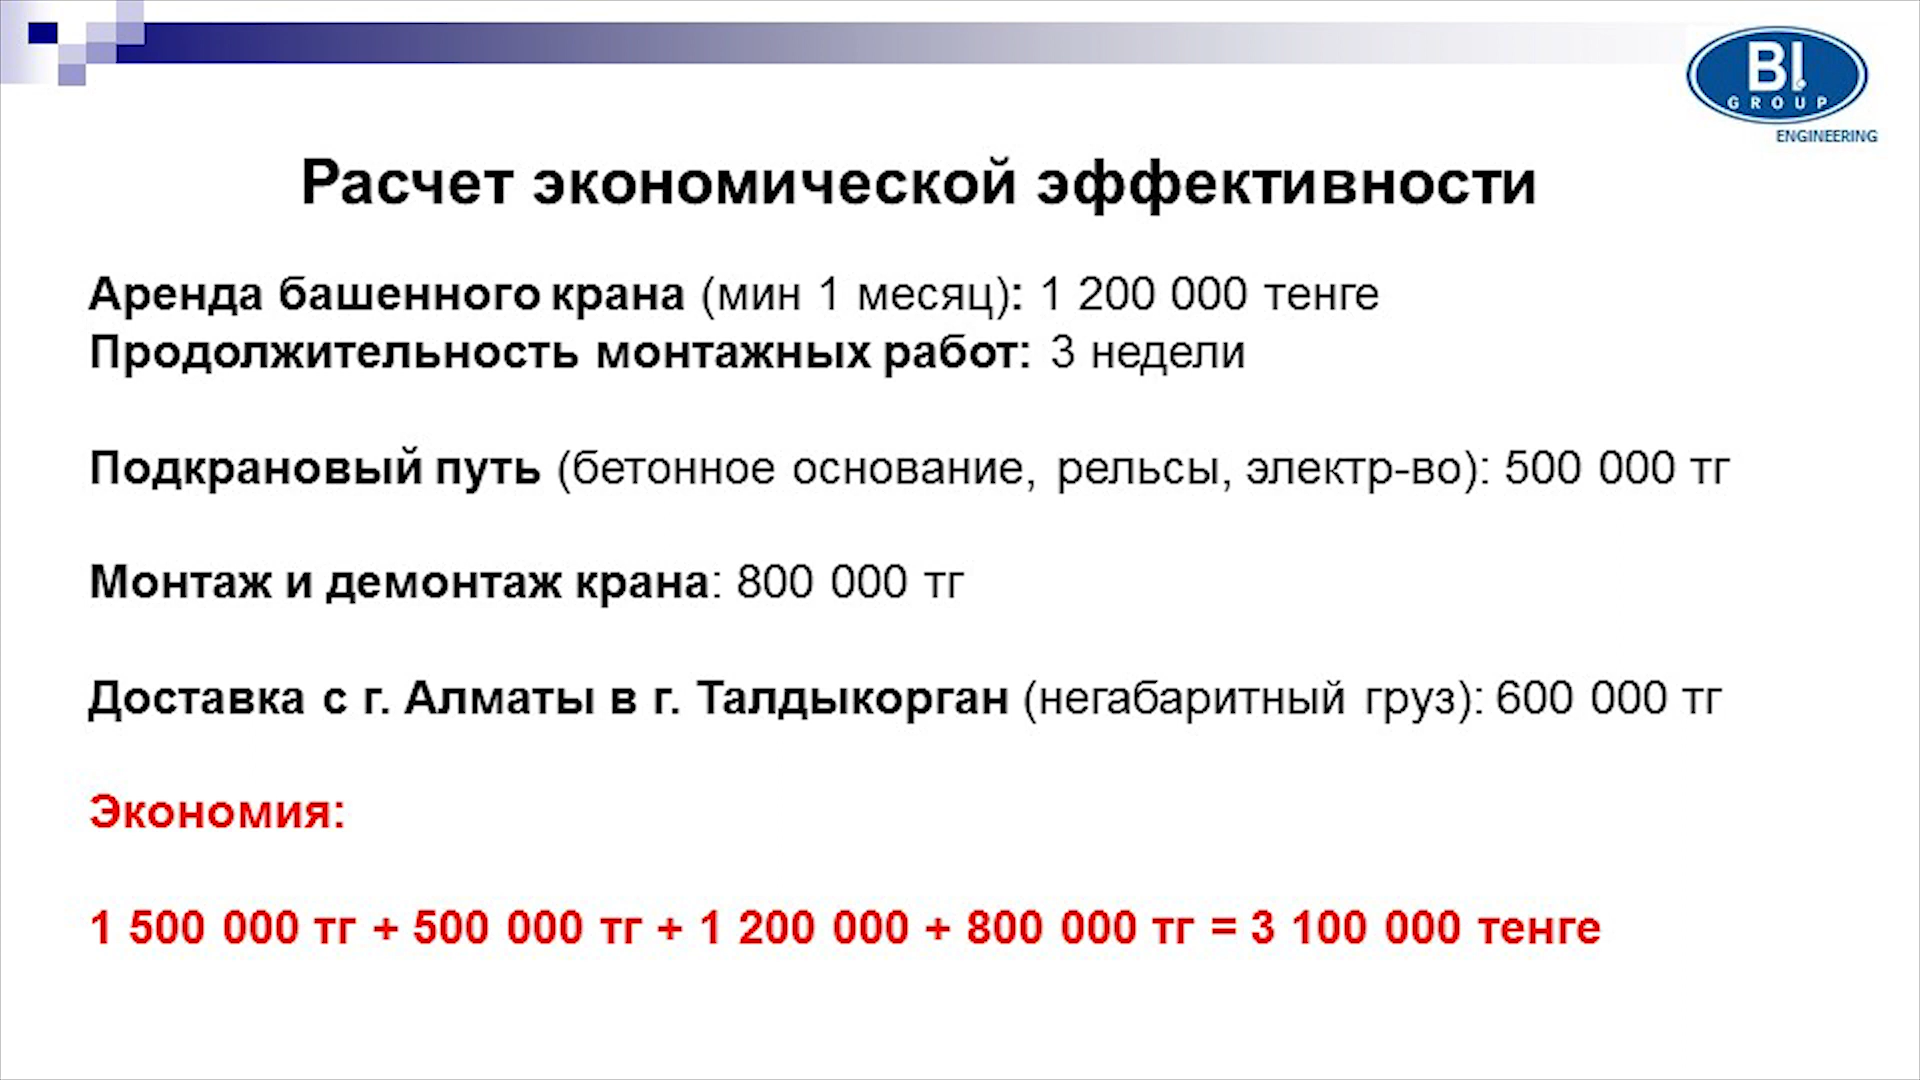 BI
GROUP
ENGINEERING
Расчет экономической эффективности
Аренда башенного крана (мин 1 месяц): 1 200 000 тенге
Продолжительность монтажных работ: 3 недели
Подкрановый путь (бетонное основание, рельсы, электр-во): 500 000 тг
Монтаж и демонтаж крана: 800 000 тг
Доставка с г. Алматы в г. Талдыкорган (негабаритный груз): 600 000 тг
Экономия:
1 500 000 тг + 500 000 тг + 1 200 000 + 800 000 тг = 3 100 000 тенге